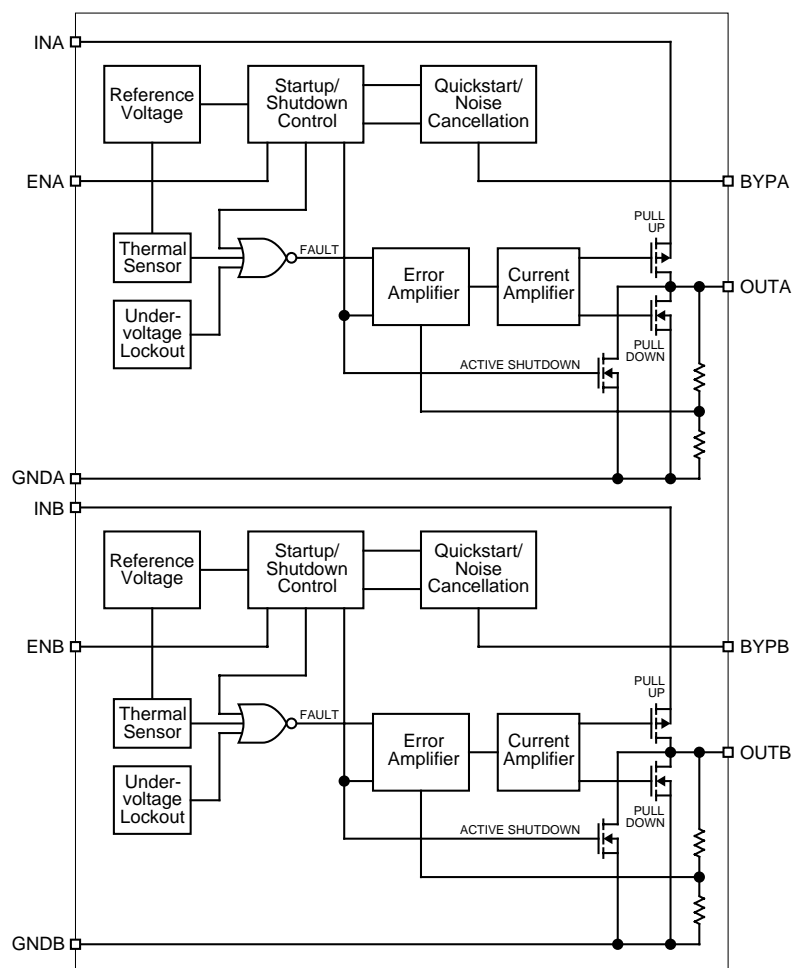 INA
Reference
Voltage
Startup/
Shutdown
Control
Quickstart/
Noise
Cancellation
ENA
BYPA
PULL
UP
Thermal
Sensor
FAULT
Error
Amplifier
Current
Amplifier
OUTA
Under-
voltage
Lockout
PULL
DOWN
ACTIVE SHUTDOWN
GNDA
INB
Reference
Voltage
Startup/
Shutdown
Control
Quickstart/
Noise
Cancellation
ENB
BYPB
PULL
UP
Thermal
Sensor
FAULT
Error
Amplifier
Current
Amplifier
OUTB
Under-
voltage
Lockout
PULL
DOWN
ACTIVE SHUTDOWN
GNDB